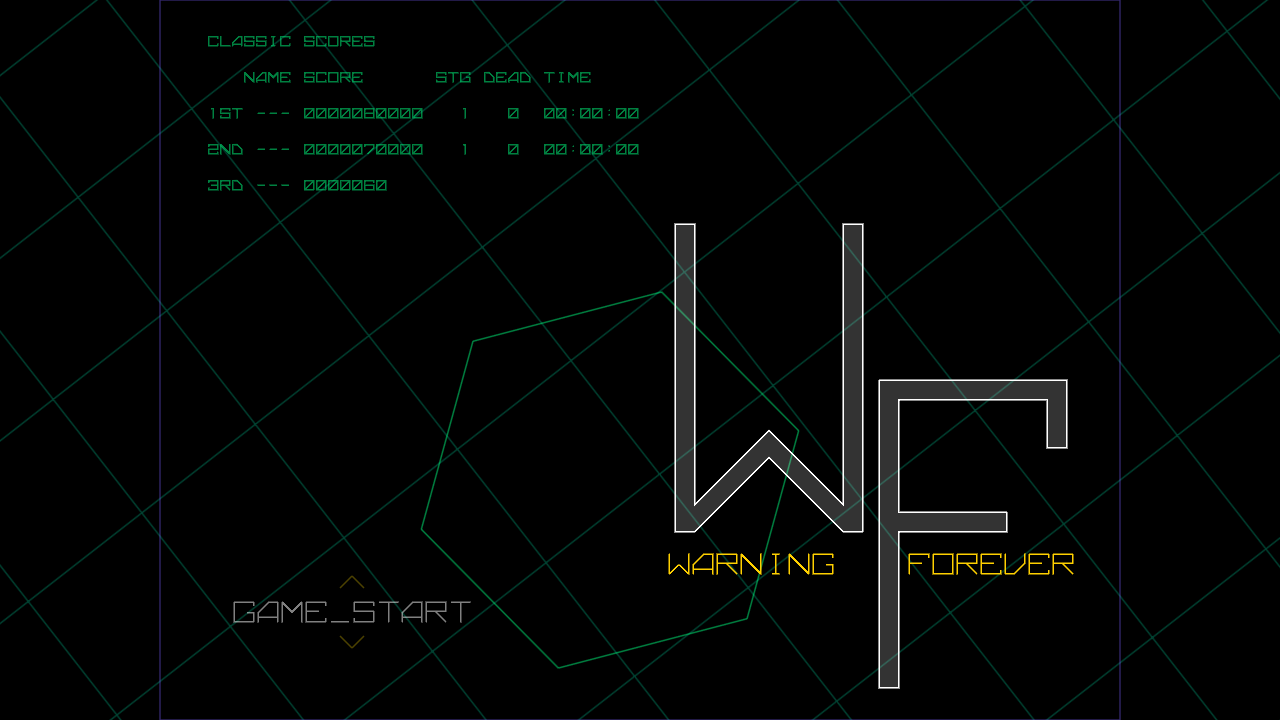 CLASSIC SCORES
NAME SCORE STG DEAD TIME
1ST --- 0000080000 1 0 00:00:00
2ND --- 0000070000 1 0 00:00:00
3RD --- 0000060
WF
WARNING FOREVER
GAME_START